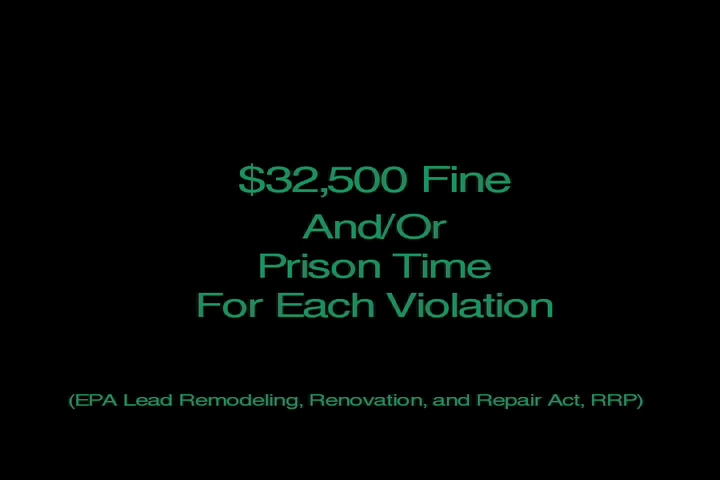 $32,500 Fine
And/Or
Prison Time
For Each Violation
(EPA Lead Remodeling, Renovation, and Repair Act, RRP)